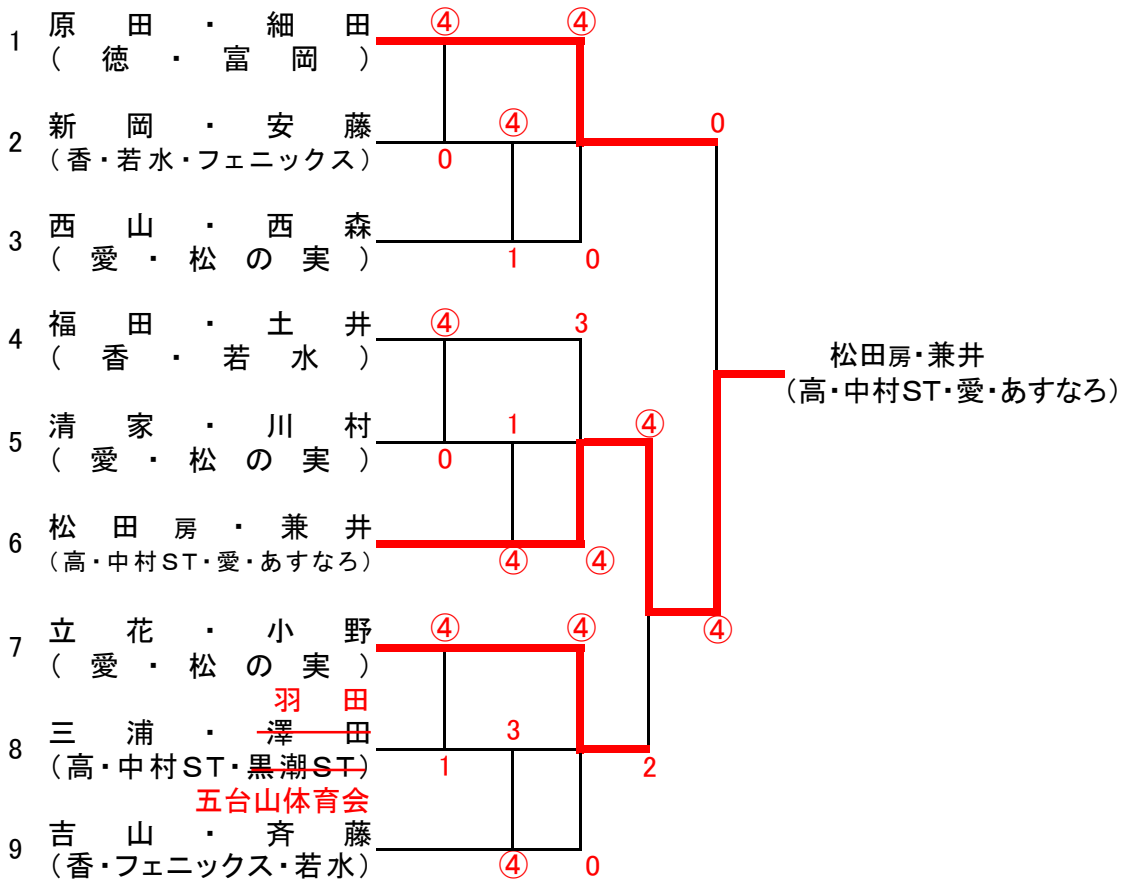 ④ ④
1 原田・細田
(徳・富岡)
④ 0
2 新岡・安藤
(香・若水・フェニックス)
0
3 西山・西森
(愛・松の実)
1 0
④ 3
4 福田・土井
(香・若水)
松田房・兼井
(高・中村ST・愛・あすなろ)
1 ④
5 清家・川村
(愛・松の実)
0
6 松田房・兼井
(高・中村ST・愛・あすなろ)
④ ④
④ ④ ④
7 立花・小野
(愛・松の実)
羽田
3
8 三浦・澤田
(高・中村ST・黒潮ST)
1 2
五台山体育会
9 吉山・斉藤
(香・フェニックス・若水)
④ 0